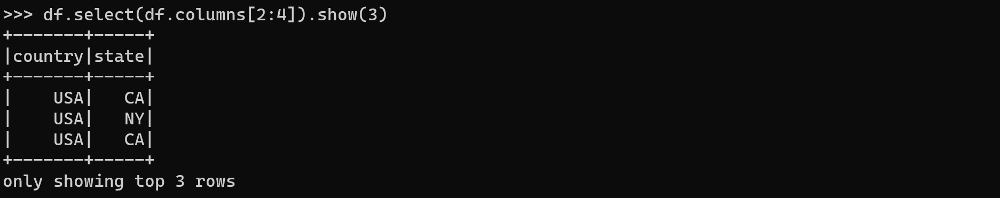 >>> df.select(df.columns[2:4]).show(3)
+-------+-----+
|country|state|
+-------+-----+
|    USA|   CA|
|    USA|   NY|
|    USA|   CA|
+-------+-----+
only showing top 3 rows